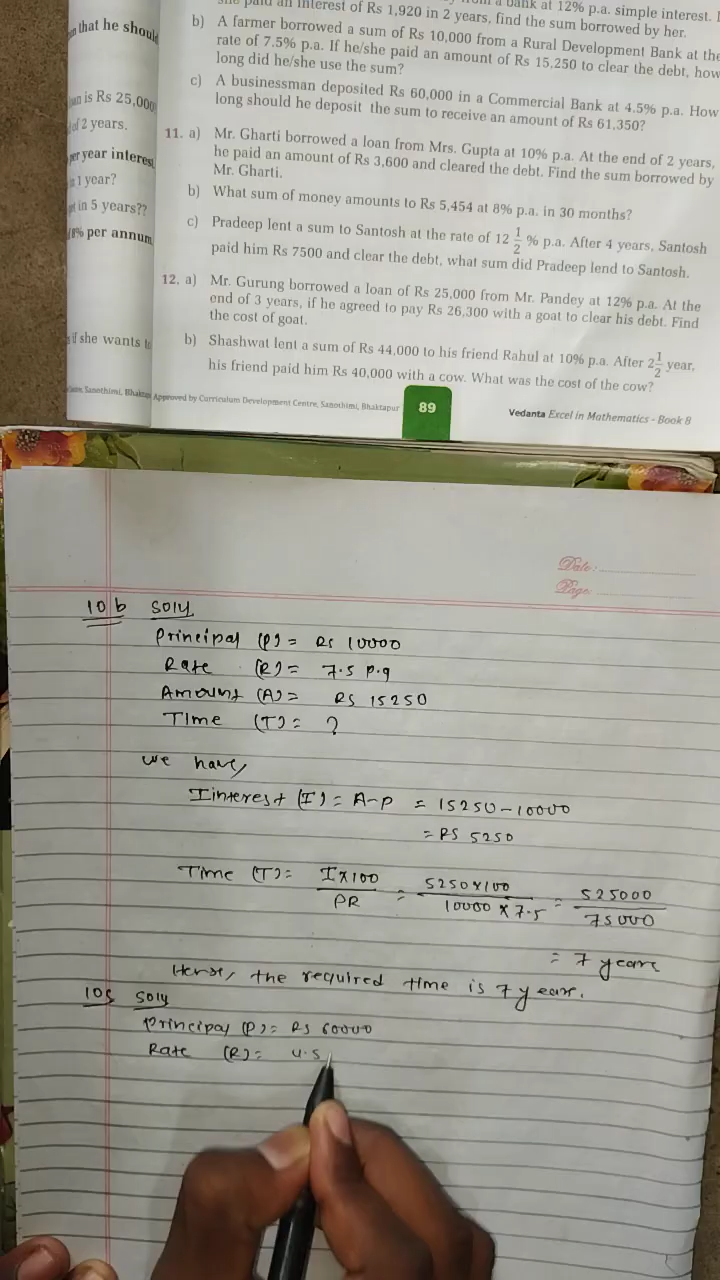 paid an interest of Rs 1,920 in 2 years, find the sum borrowed by her.
bank at 12% p.a. simple interest.
b) A farmer borrowed a sum of Rs 10,000 from a Rural Development Bank at the
rate of 7.5% p.a. If he/she paid an amount of Rs 15,250 to clear the debt, how
long did he/she use the sum?
c) A businessman deposited Rs 60,000 in a Commercial Bank at 4.5% p.a. How
long should he deposit the sum to receive an amount of Rs 61,350?
11. a) Mr. Gharti borrowed a loan from Mrs. Gupta at 10% p.a. At the end of 2 years,
he paid an amount of Rs 3,600 and cleared the debt. Find the sum borrowed by
Mr. Gharti.
b) What sum of money amounts to Rs 5,454 at 8% p.a. in 30 months?
c) Pradeep lent a sum to Santosh at the rate of 12 1/2 % p.a. After 4 years, Santosh
paid him Rs 7500 and clear the debt, what sum did Pradeep lend to Santosh.
12. a) Mr. Gurung borrowed a loan of Rs 25,000 from Mr. Pandey at 12% p.a. At the
end of 3 years, if he agreed to pay Rs 26,300 with a goat to clear his debt. Find
the cost of goat.
b) Shashwat lent a sum of Rs 44,000 to his friend Rahul at 10% p.a. After 2 1/2 year,
his friend paid him Rs 40,000 with a cow. What was the cost of the cow?
Approved by Curriculum Development Centre, Sanothimi, Bhaktapur
89
Vedanta Excel in Mathematics - Book 8
that he should
is Rs 25,000
of 2 years.
per year interest
1 year?
in 5 years??
% per annum
if she wants to
Sanothimi, Bhaktap
Date:
Page:
10 b soly
Principal (P) = Rs 10000
Rate (R) = 7.5 p.a
Amount (A) = RS 15250
Time (T) = ?
we have,
Iinterest (I) = A-P = 15250-10000
= RS 5250
Time (T) = I×100/PR = 5250×100/10000×7.5 = 525000/75000
= 7 years
Hense, the required time is 7 years.
10c soly
Principal (P) = RS 60000
Rate (R) = 4.5